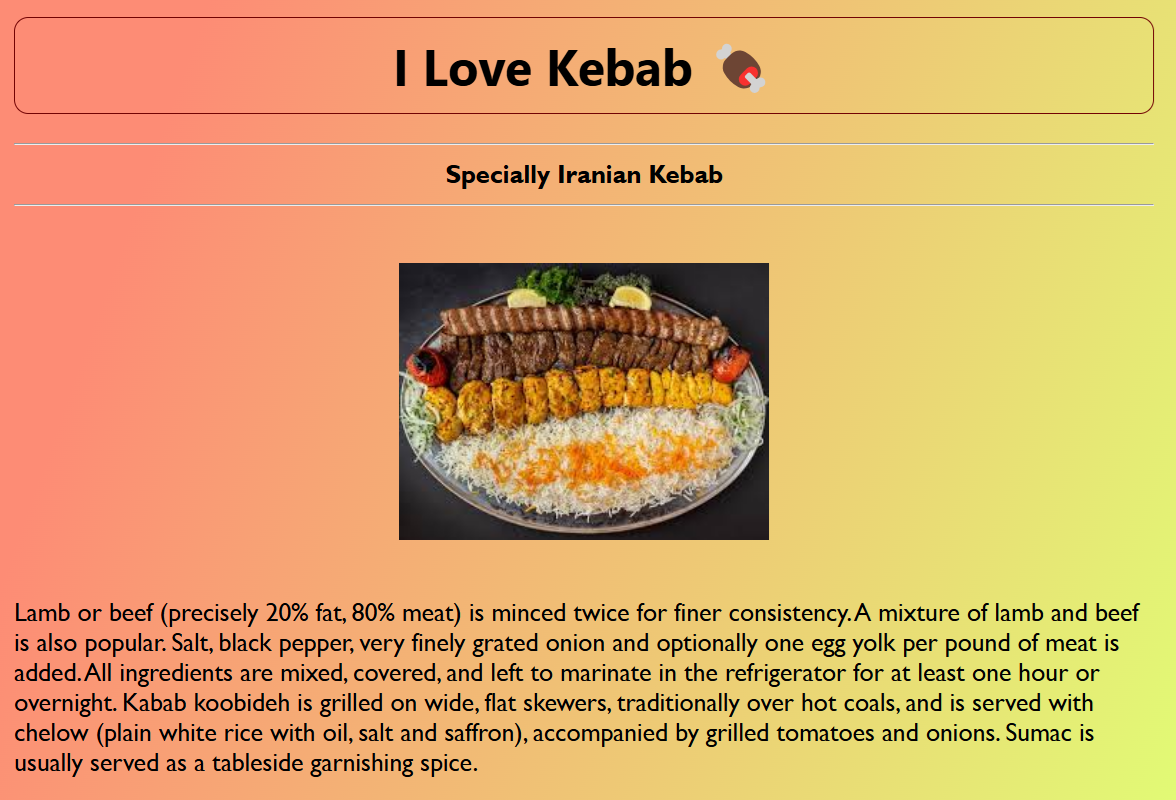 I Love Kebab 🍖
Specially Iranian Kebab
Lamb or beef (precisely 20% fat, 80% meat) is minced twice for finer consistency. A mixture of lamb and beef
is also popular. Salt, black pepper, very finely grated onion and optionally one egg yolk per pound of meat is
added. All ingredients are mixed, covered, and left to marinate in the refrigerator for at least one hour or
overnight. Kabab koobideh is grilled on wide, flat skewers, traditionally over hot coals, and is served with
chelow (plain white rice with oil, salt and saffron), accompanied by grilled tomatoes and onions. Sumac is
usually served as a tableside garnishing spice.